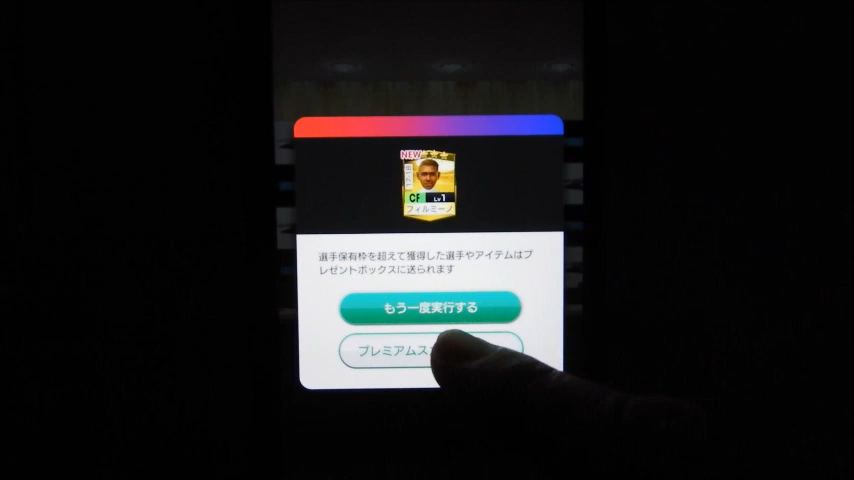 NEW
17-18
CF Lv1
フィルミーノ
選手保有枠を超えて獲得した選手やアイテムはプ
レゼントボックスに送られます
もう一度実行する
プレミアムス